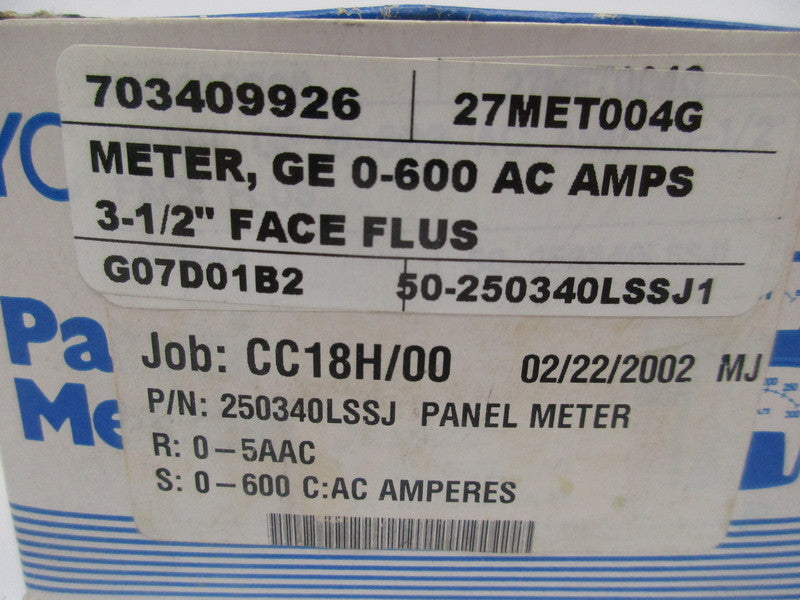 703409926 27MET004G
METER, GE 0-600 AC AMPS
3-1/2" FACE FLUS
G07D01B2 50-250340LSSJ1
Job: CC18H/00 02/22/2002 MJ
P/N: 250340LSSJ PANEL METER
R: 0-5AAC
S: 0-600 C:AC AMPERES